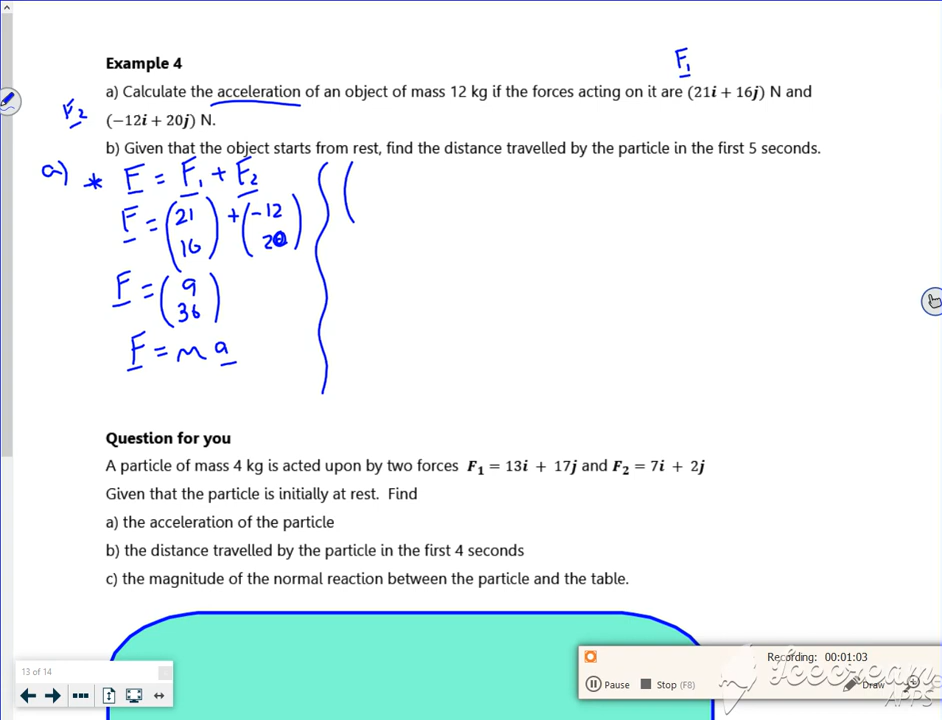 Example 4
F₁
a) Calculate the acceleration of an object of mass 12 kg if the forces acting on it are (21i + 16j) N and
F₂
(−12i + 20j) N.
b) Given that the object starts from rest, find the distance travelled by the particle in the first 5 seconds.
a) * F = F₁ + F₂
F = (21 16) + (-12 20)
(
F = (9 36)
F = ma
Question for you
A particle of mass 4 kg is acted upon by two forces F₁ = 13i + 17j and F₂ = 7i + 2j
Given that the particle is initially at rest. Find
a) the acceleration of the particle
b) the distance travelled by the particle in the first 4 seconds
c) the magnitude of the normal reaction between the particle and the table.
13 of 14
Recording: 00:01:03
Pause Stop (F8) Draw
Icecream
APPS